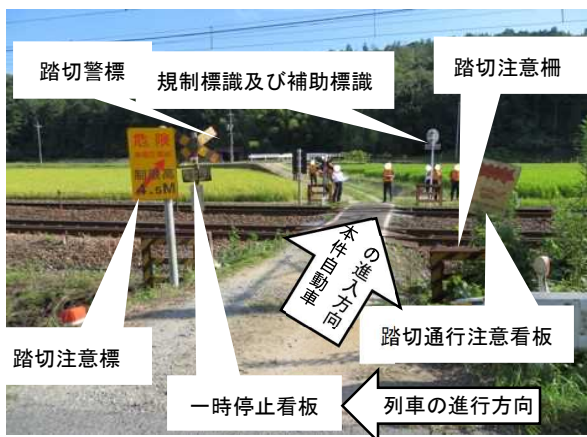 踏切警標
規制標識及び補助標識
踏切注意柵
危険
制限高
4.5M
本件自動車
の進入方向
踏切注意標
踏切通行注意看板
一時停止看板
列車の進行方向